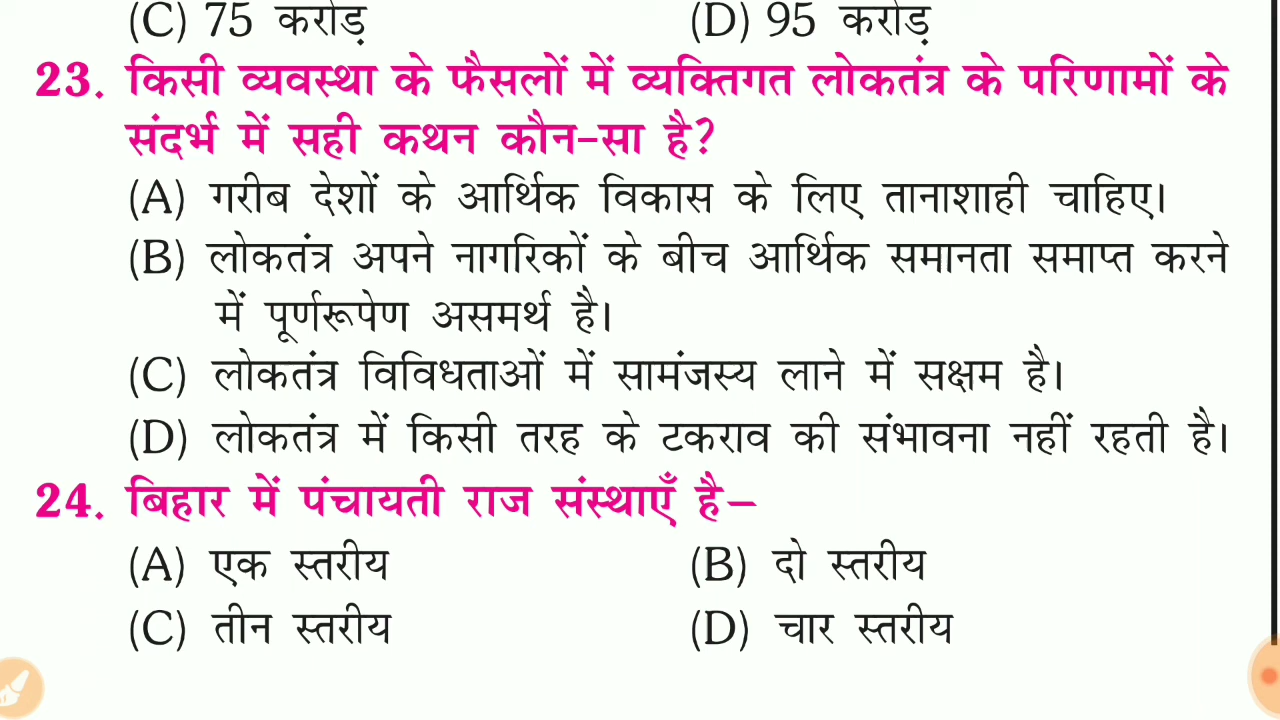 (C) 75 करोड़ (D) 95 करोड़
23. किसी व्यवस्था के फैसलों में व्यक्तिगत लोकतंत्र के परिणामों के
संदर्भ में सही कथन कौन-सा है?
(A) गरीब देशों के आर्थिक विकास के लिए तानाशाही चाहिए।
(B) लोकतंत्र अपने नागरिकों के बीच आर्थिक समानता समाप्त करने
में पूर्णरूपेण असमर्थ है।
(C) लोकतंत्र विविधताओं में सामंजस्य लाने में सक्षम है।
(D) लोकतंत्र में किसी तरह के टकराव की संभावना नहीं रहती है।
24. बिहार में पंचायती राज संस्थाएँ है–
(A) एक स्तरीय (B) दो स्तरीय
(C) तीन स्तरीय (D) चार स्तरीय